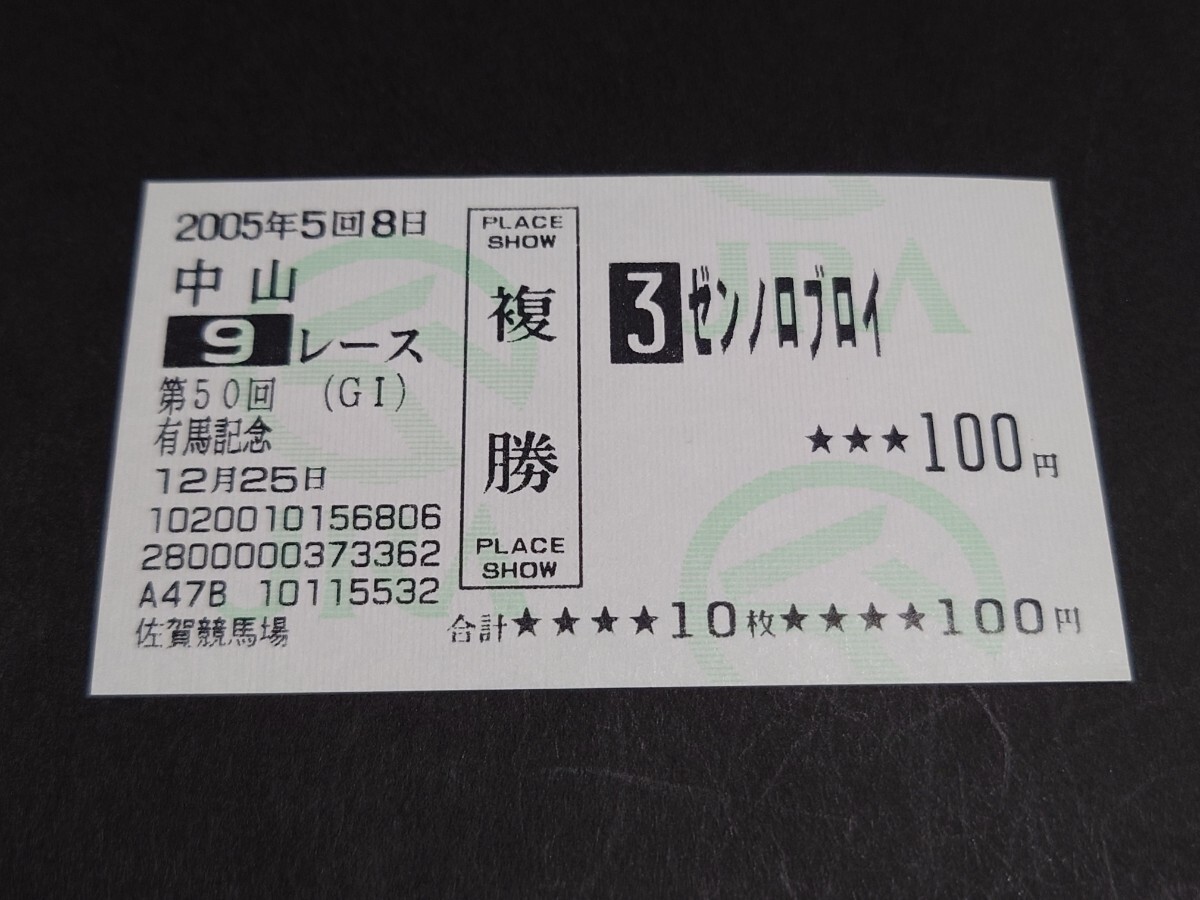 2005年5回8日
中山
9レース
第50回 (GI)
有馬記念
12月25日
1020010156806
2800000373362
A47B 10115532
佐賀競馬場
PLACE
SHOW
複
勝
PLACE
SHOW
3 ゼンノロブロイ
★★★100円
合計★★★★10枚★★★★100円
JRA